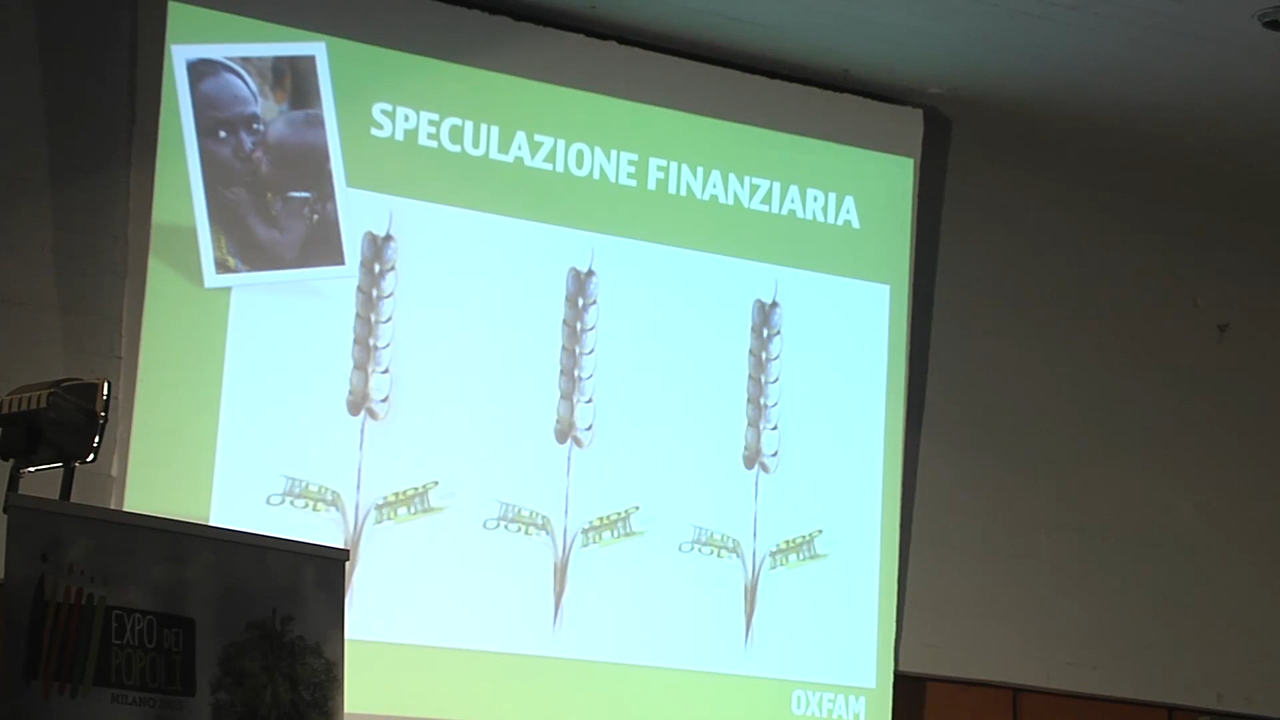 SPECULAZIONE FINANZIARIA
OXFAM
EXPO DEI
POPOLI
MILANO